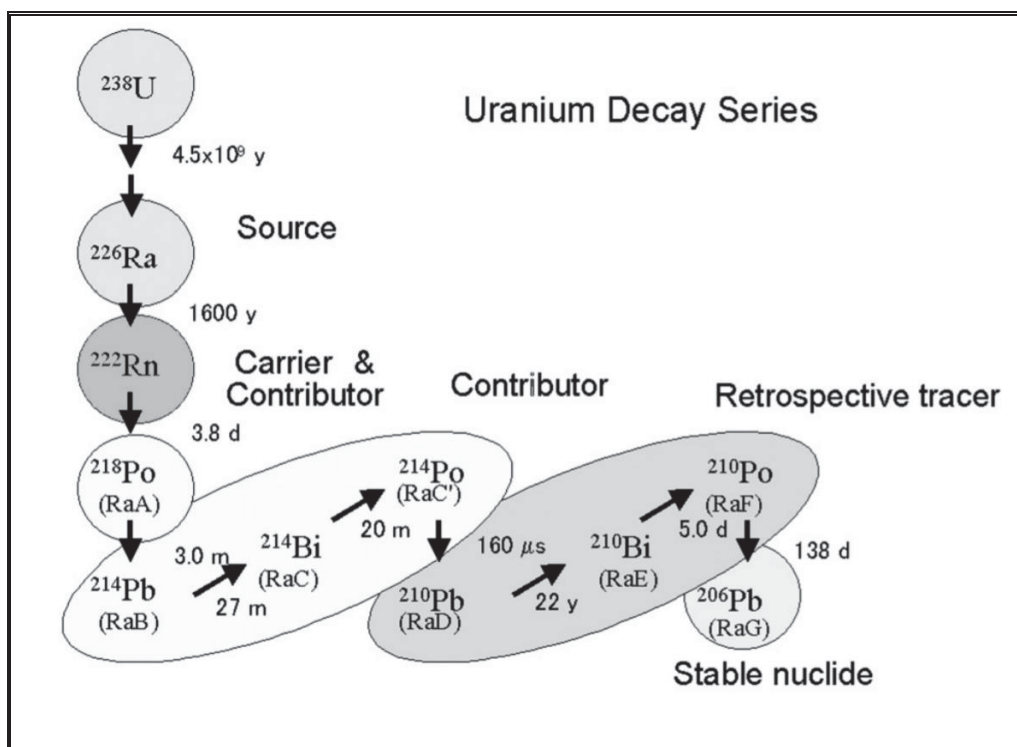 Uranium Decay Series
²³⁸U
4.5x10⁹ y
Source
²²⁶Ra
1600 y
²²²Rn
Carrier &
Contributor
3.8 d
Contributor
Retrospective tracer
²¹⁸Po
(RaA)
3.0 m
²¹⁴Pb
(RaB)
27 m
²¹⁴Bi
(RaC)
20 m
²¹⁴Po
(RaC')
160 μs
²¹⁰Pb
(RaD)
22 y
²¹⁰Bi
(RaE)
5.0 d
²¹⁰Po
(RaF)
138 d
²⁰⁶Pb
(RaG)
Stable nuclide